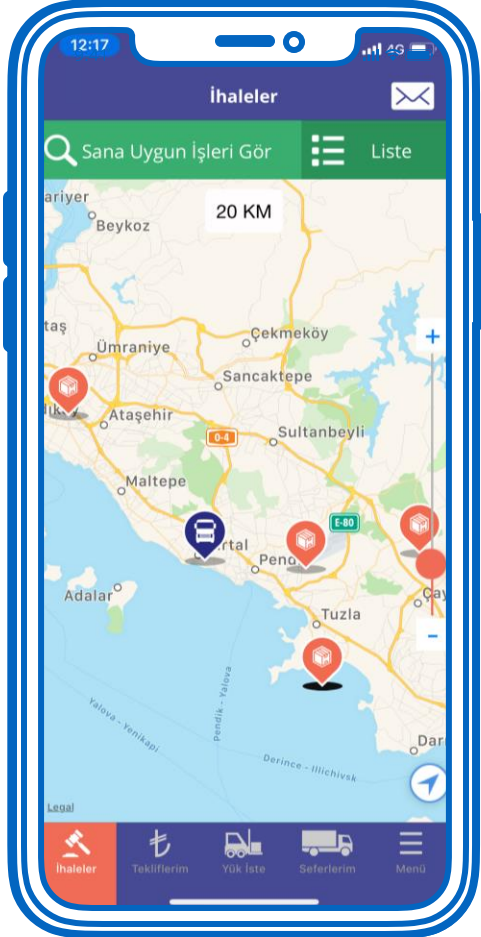 12:17
4G
İhaleler
Sana Uygun İşleri Gör
Liste
20 KM
Beykoz
Çekmeköy
Ümraniye
Sancaktepe
Ataşehir
0-4
Sultanbeyli
Maltepe
E-80
Adalar
Tuzla
Yalova - Yenikapı
Pendik - Yalova
Derince - Illichivsk
Legal
İhaleler
Tekliflerim
Yük İste
Seferlerim
Menü